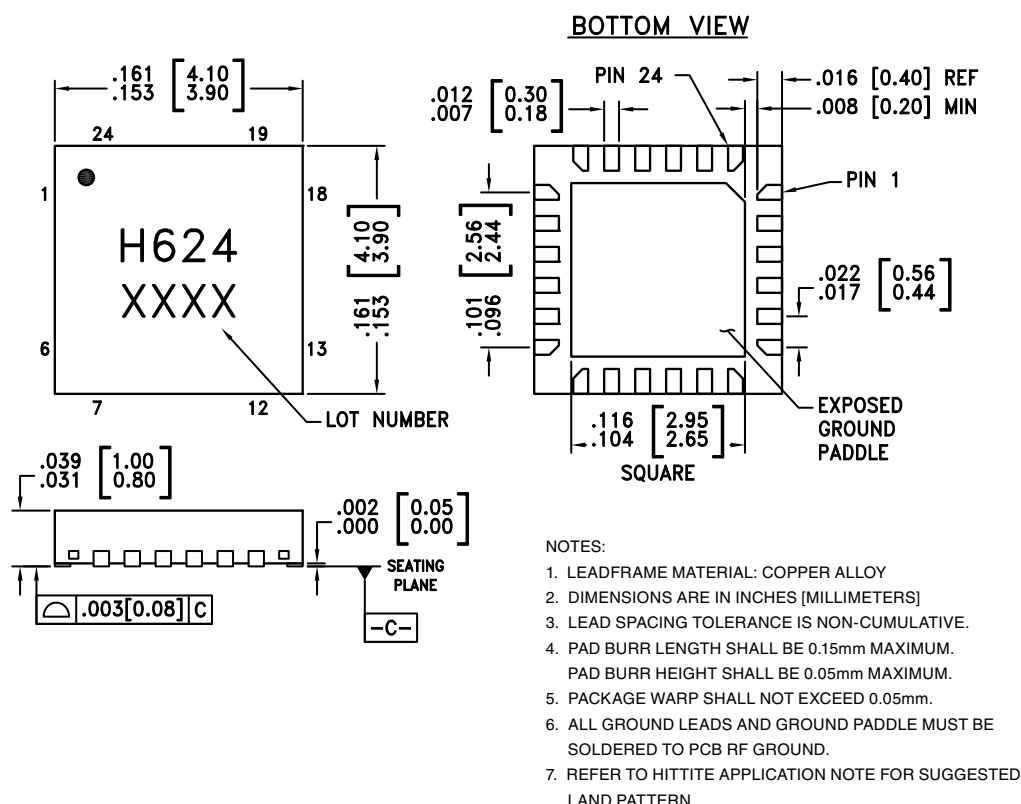 BOTTOM VIEW
.161 [4.10]
.153 [3.90]
24 19
1 18
H624
XXXX
6 13
7 12
LOT NUMBER
.161 [4.10]
.153 [3.90]
PIN 24
.012 [0.30]
.007 [0.18]
.016 [0.40] REF
.008 [0.20] MIN
PIN 1
.101 [2.56]
.096 [2.44]
.022 [0.56]
.017 [0.44]
.116 [2.95]
.104 [2.65]
SQUARE
EXPOSED
GROUND
PADDLE
.039 [1.00]
.031 [0.80]
.002 [0.05]
.000 [0.00]
SEATING
PLANE
.003[0.08] C
-C-
NOTES:
1. LEADFRAME MATERIAL: COPPER ALLOY
2. DIMENSIONS ARE IN INCHES [MILLIMETERS]
3. LEAD SPACING TOLERANCE IS NON-CUMULATIVE.
4. PAD BURR LENGTH SHALL BE 0.15mm MAXIMUM.
PAD BURR HEIGHT SHALL BE 0.05mm MAXIMUM.
5. PACKAGE WARP SHALL NOT EXCEED 0.05mm.
6. ALL GROUND LEADS AND GROUND PADDLE MUST BE
SOLDERED TO PCB RF GROUND.
7. REFER TO HITTITE APPLICATION NOTE FOR SUGGESTED
LAND PATTERN